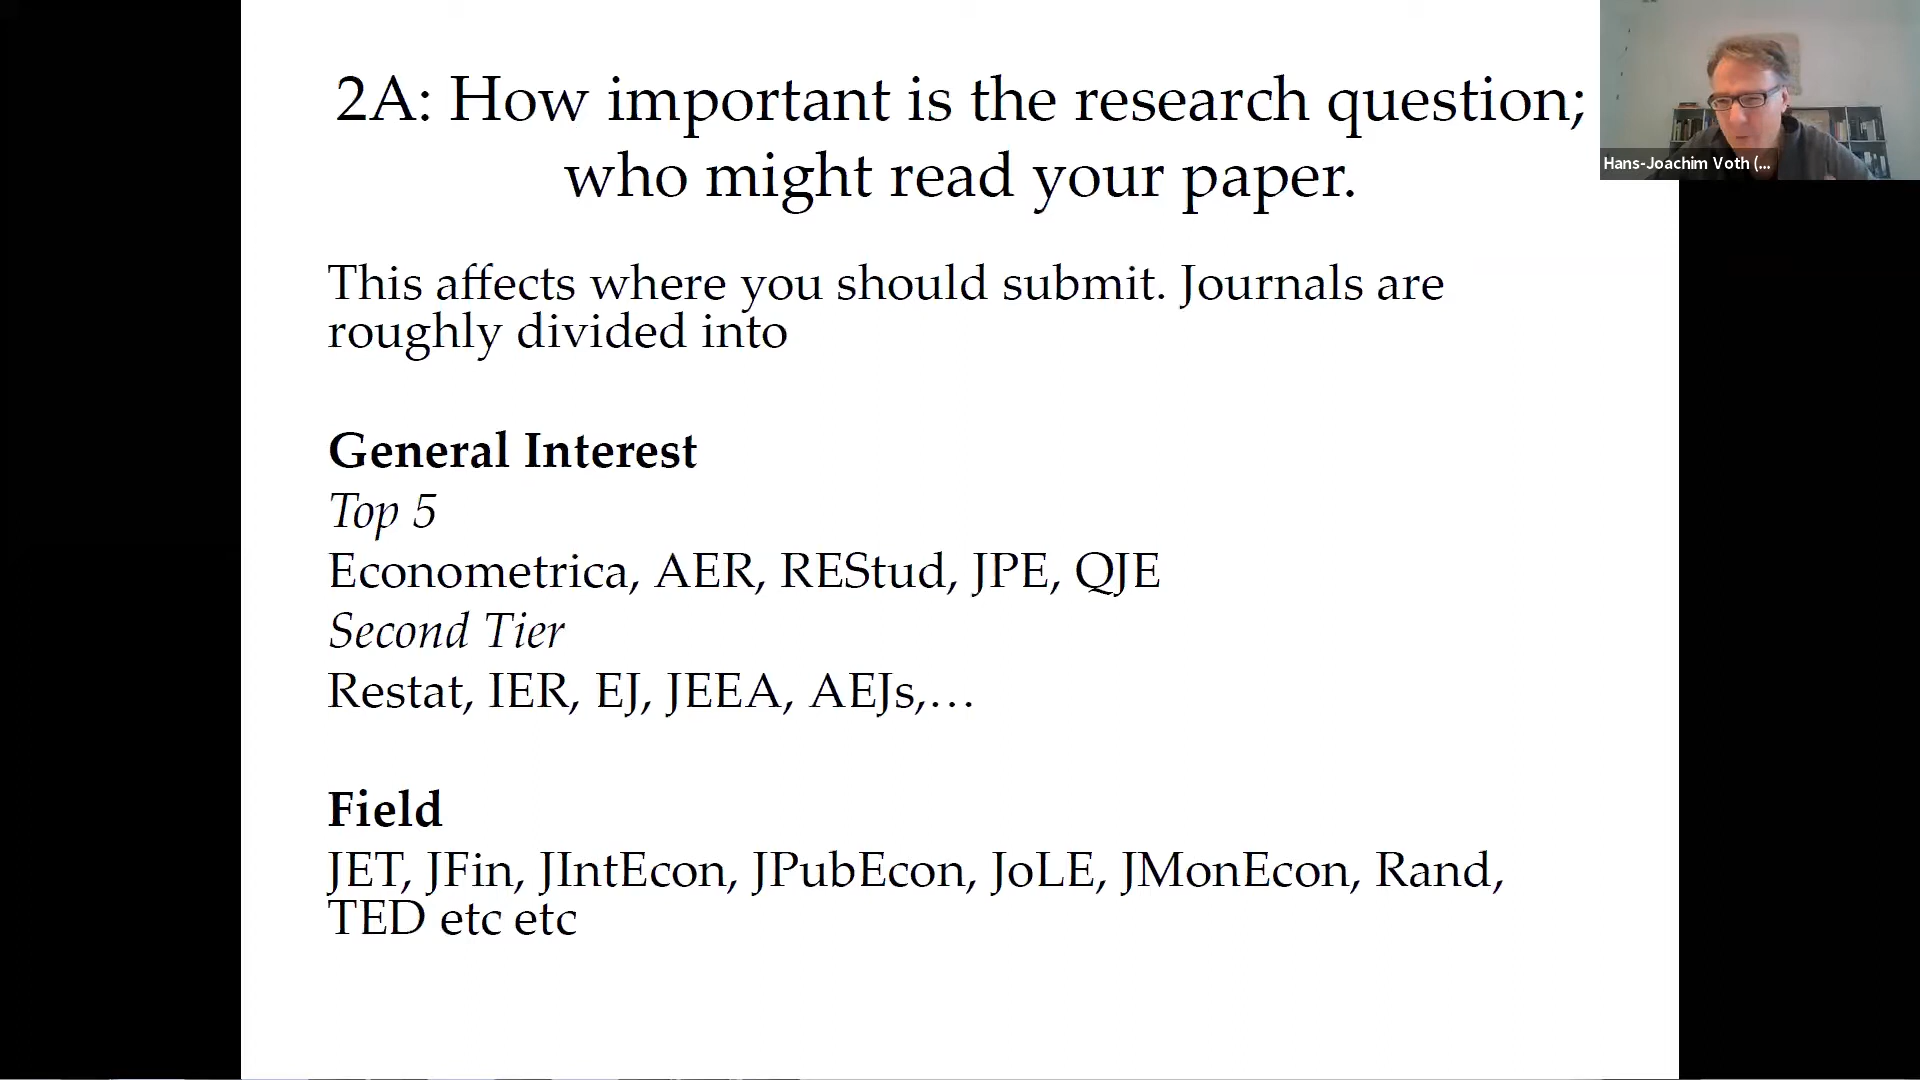 2A: How important is the research question;
who might read your paper.
Hans-Joachim Voth (...
This affects where you should submit. Journals are
roughly divided into
General Interest
Top 5
Econometrica, AER, REStud, JPE, QJE
Second Tier
Restat, IER, EJ, JEEA, AEJs,...
Field
JET, JFin, JIntEcon, JPubEcon, JoLE, JMonEcon, Rand,
TED etc etc